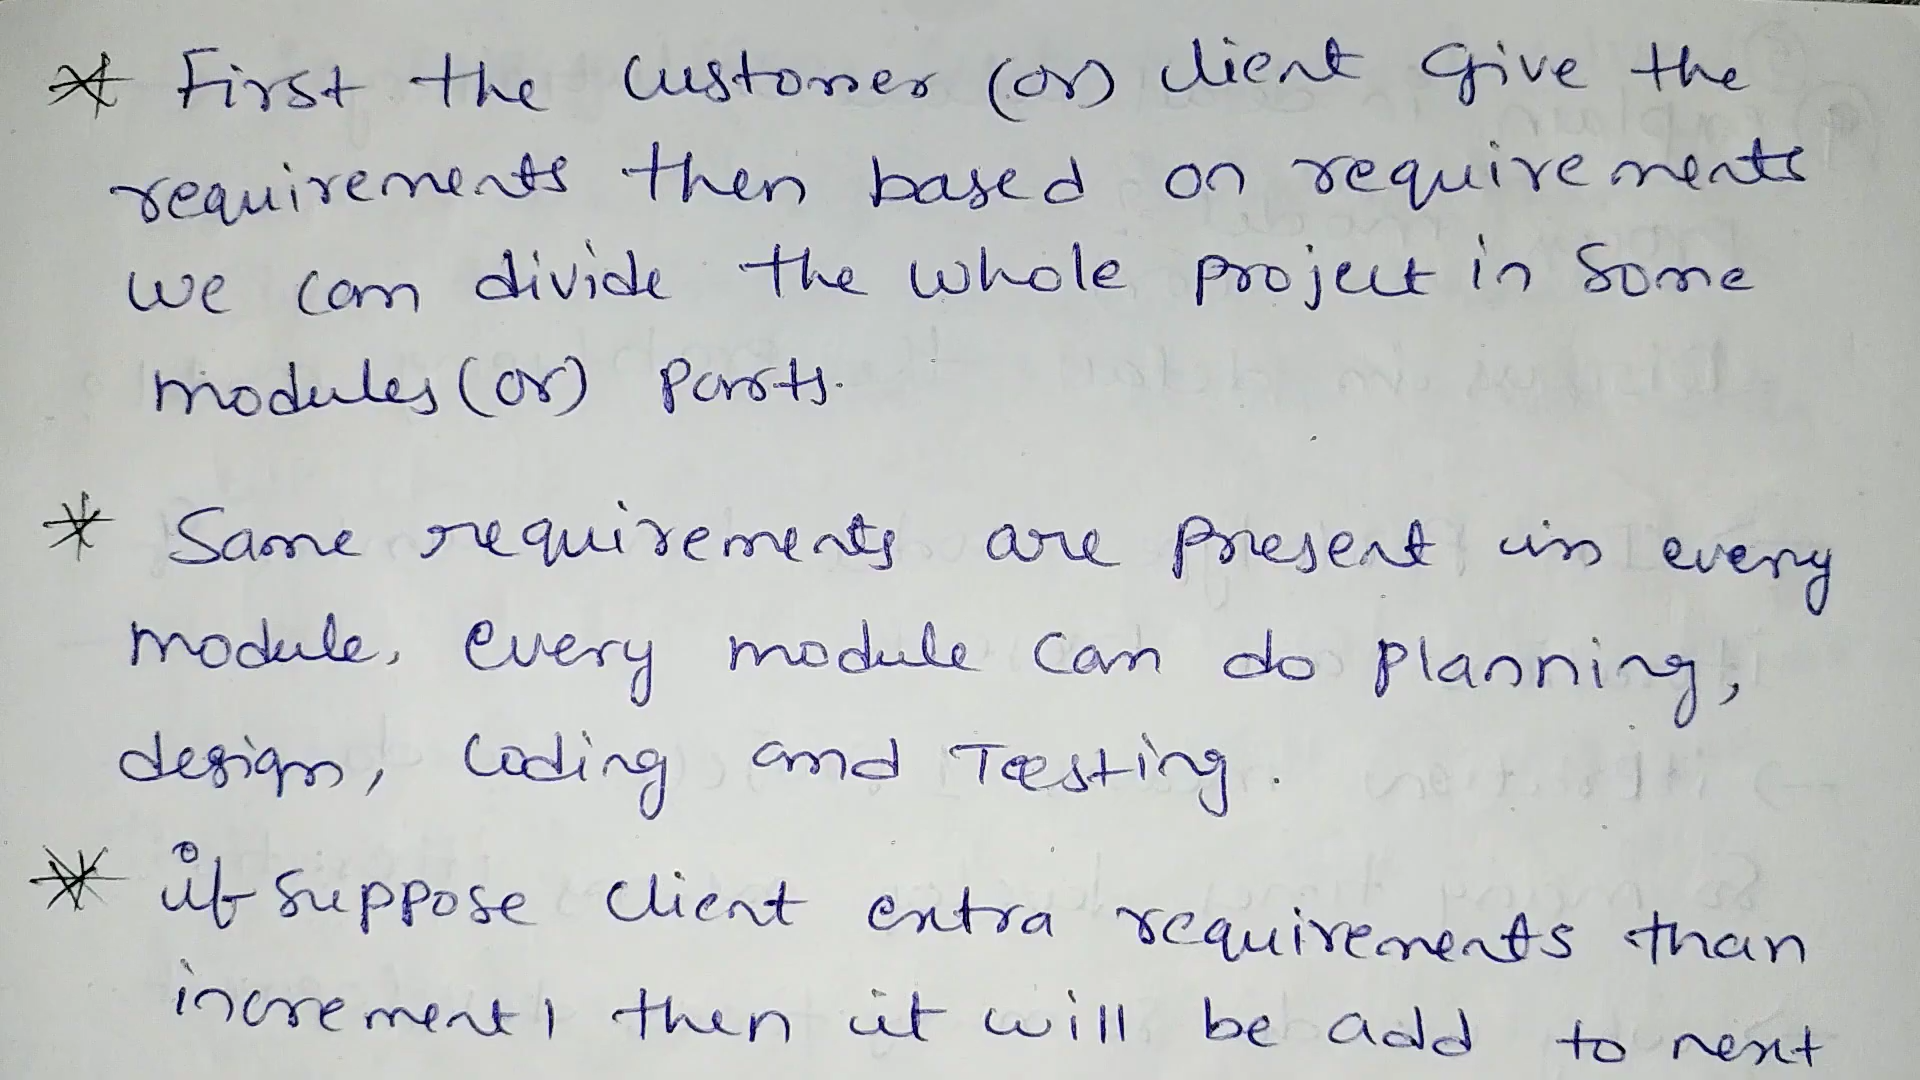 * First the customer (or) client Give the
requirements then based on requirements
we can divide the whole project in Some
modules (or) Parts.
* Same requirements are present in every
module. every module can do planning,
design, coding and Testing.
* if suppose client extra requirements than
increment 1 then it will be add to next